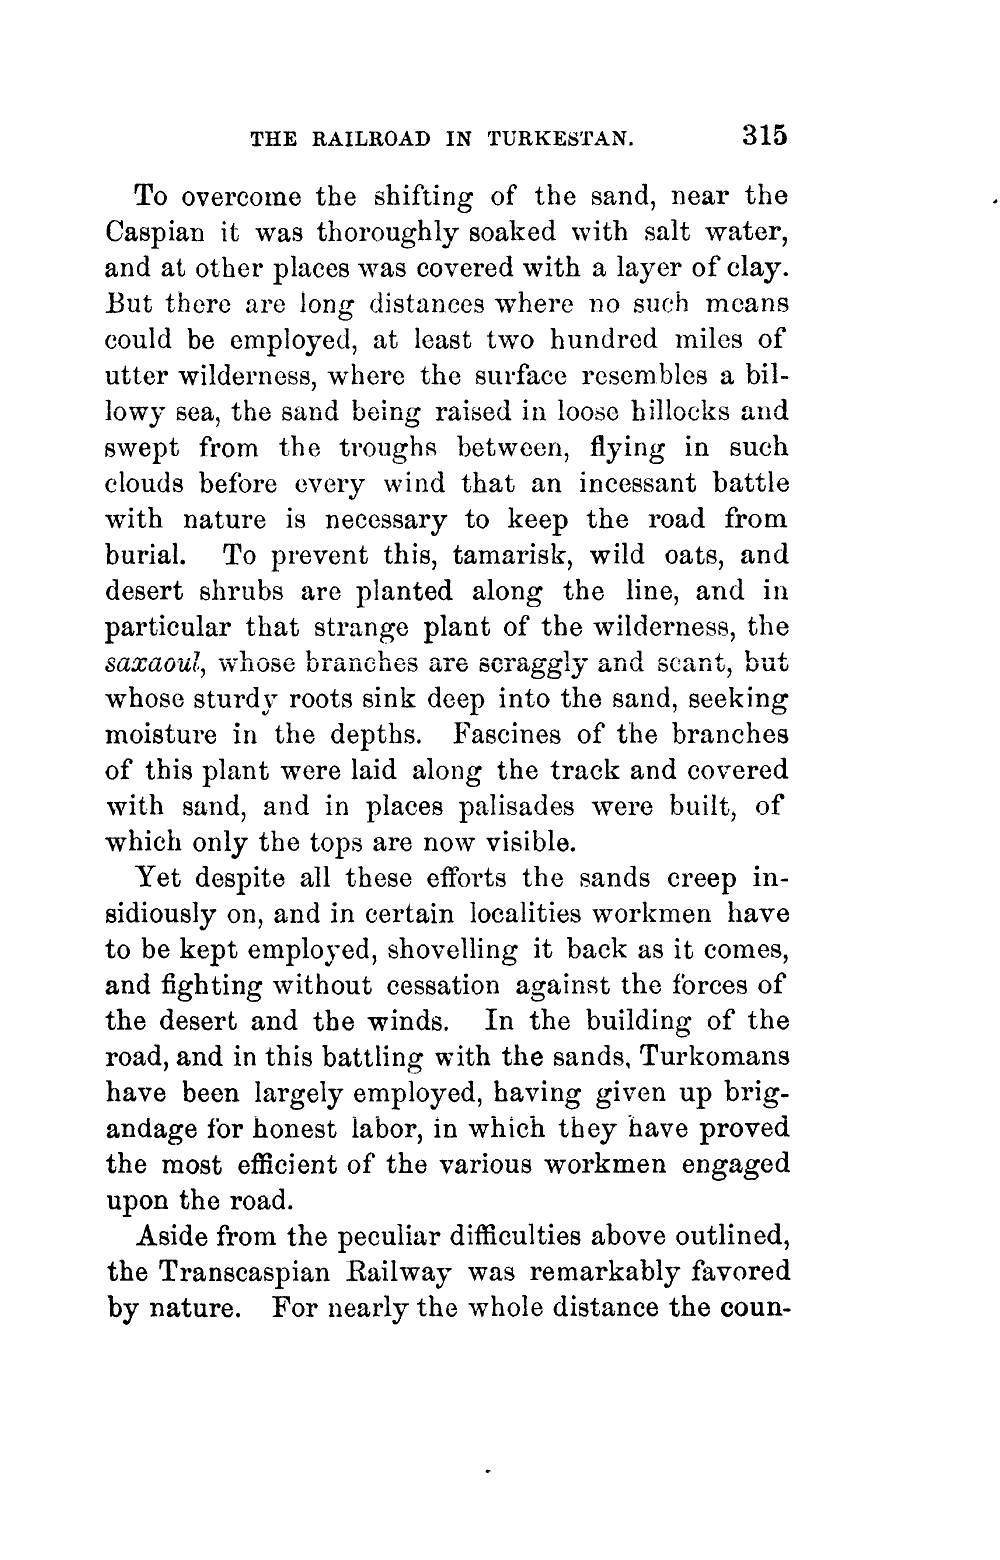 THE RAILROAD IN TURKESTAN. 315
To overcome the shifting of the sand, near the
Caspian it was thoroughly soaked with salt water,
and at other places was covered with a layer of clay.
But there are long distances where no such means
could be employed, at least two hundred miles of
utter wilderness, where the surface resembles a bil-
lowy sea, the sand being raised in loose hillocks and
swept from the troughs between, flying in such
clouds before every wind that an incessant battle
with nature is necessary to keep the road from
burial. To prevent this, tamarisk, wild oats, and
desert shrubs are planted along the line, and in
particular that strange plant of the wilderness, the
saxaoul, whose branches are scraggly and scant, but
whose sturdy roots sink deep into the sand, seeking
moisture in the depths. Fascines of the branches
of this plant were laid along the track and covered
with sand, and in places palisades were built, of
which only the tops are now visible.
Yet despite all these efforts the sands creep in-
sidiously on, and in certain localities workmen have
to be kept employed, shovelling it back as it comes,
and fighting without cessation against the forces of
the desert and the winds. In the building of the
road, and in this battling with the sands, Turkomans
have been largely employed, having given up brig-
andage for honest labor, in which they have proved
the most efficient of the various workmen engaged
upon the road.
Aside from the peculiar difficulties above outlined,
the Transcaspian Railway was remarkably favored
by nature. For nearly the whole distance the coun-